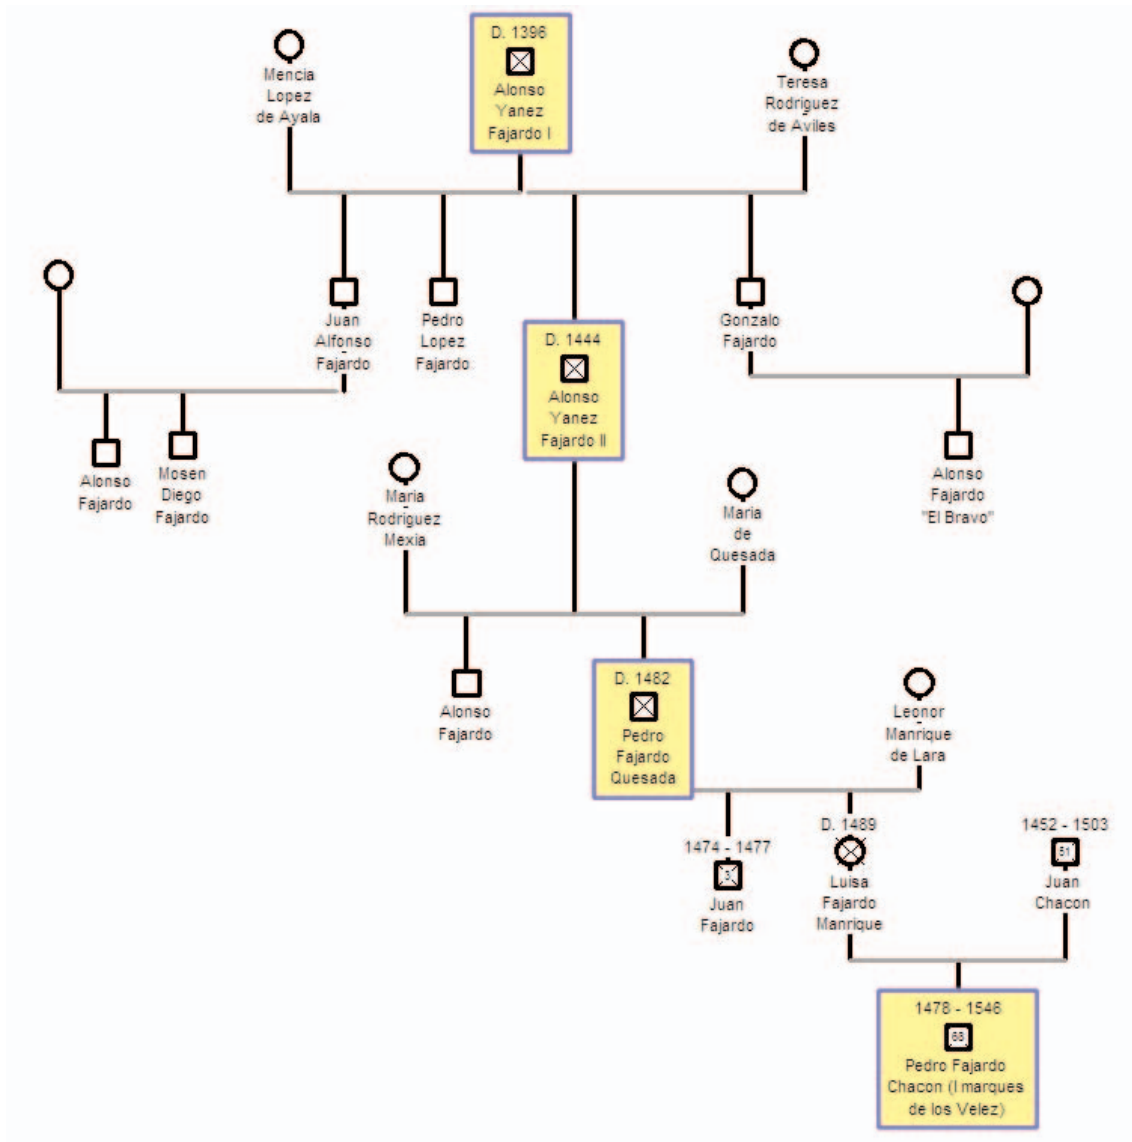 D. 1396
Alonso
Yanez
Fajardo I
Mencia
Lopez
de Ayala
Teresa
Rodriguez
de Aviles
Juan
Alfonso
Fajardo
Pedro
Lopez
Fajardo
D. 1444
Alonso
Yanez
Fajardo II
Gonzalo
Fajardo
Alonso
Fajardo
Mosen
Diego
Fajardo
Alonso
Fajardo
"El Bravo"
Maria
Rodriguez
Mexia
Maria
de
Quesada
Alonso
Fajardo
D. 1482
Pedro
Fajardo
Quesada
Leonor
Manrique
de Lara
1474 - 1477
3
Juan
Fajardo
D. 1489
Luisa
Fajardo
Manrique
1452 - 1503
51
Juan
Chacon
1478 - 1546
68
Pedro Fajardo
Chacon (I marques
de los Velez)